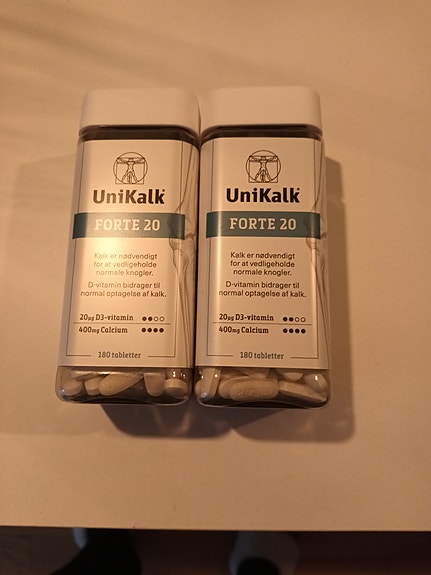 UniKalk®
FORTE 20
Kalk er nødvendigt
for at vedligeholde
normale knogler.
D-vitamin bidrager til
normal optagelse af kalk.
20µg D3-vitamin
400mg Calcium
180 tabletter
UniKalk®
FORTE 20
Kalk er nødvendigt
for at vedligeholde
normale knogler.
D-vitamin bidrager til
normal optagelse af kalk.
20µg D3-vitamin
400mg Calcium
180 tabletter